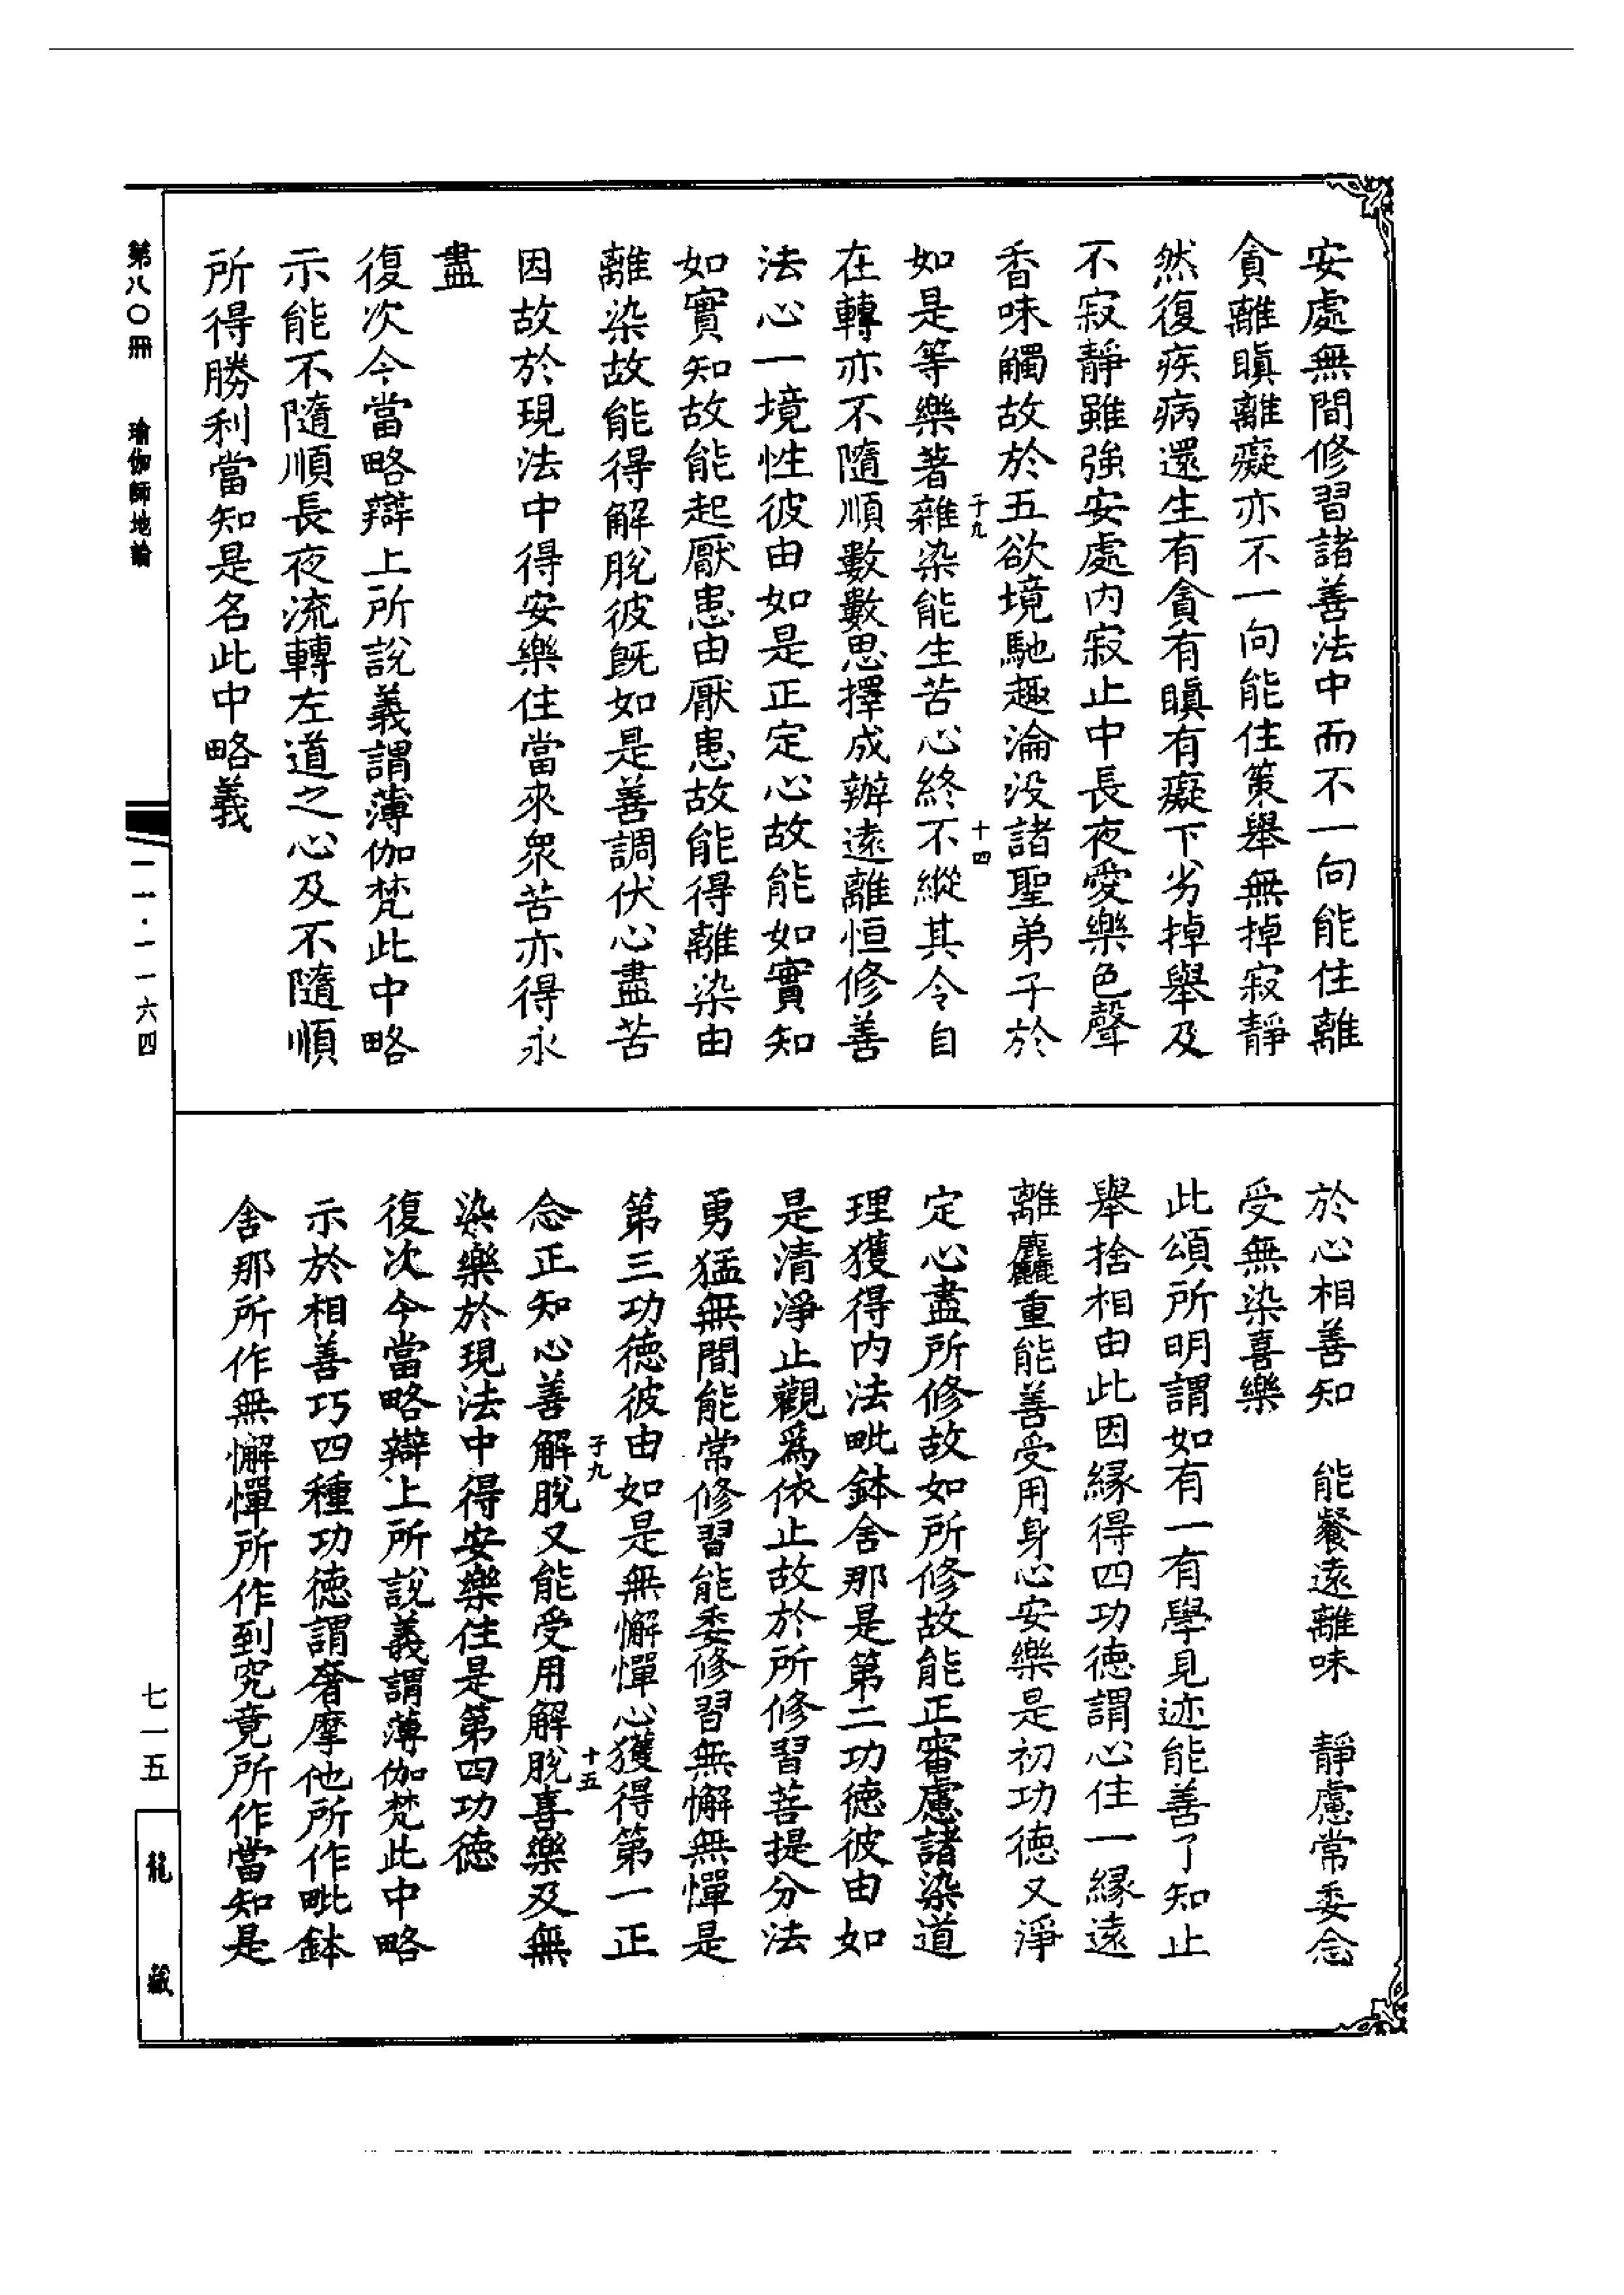 安處無間修習諸善法中而不一向能住離
貪離瞋離癡亦不一向能住策舉無掉寂靜
然復疾病還生有貪有瞋有癡下劣掉舉及
不寂靜雖強安處內寂止中長夜愛樂色聲
香味觸故於五欲境馳趣淪没諸聖弟子於
子九
十四
如是等樂著雜染能生苦心終不縱其令自
在轉亦不隨順數數思擇成辦遠離恒修善
法心一境性彼由如是正定心故能如實知
如實知故能起厭患由厭患故能得離染由
離染故能得解脫彼既如是善調伏心盡苦
因故於現法中得安樂住當來衆苦亦得永
盡
復次今當略辯上所說義謂薄伽梵此中略
示能不隨順長夜流轉左道之心及不隨順
所得勝利當知是名此中略義
於心相善知 能餐遠離味 靜慮常委念
受無染喜樂
此頌所明謂如有一有學見迹能善了知止
舉捨相由此因緣得四功德謂心住一緣遠
離麤重能善受用身心安樂是初功德又淨
定心盡所修故如所修故能正審慮諸染道
理獲得內法毗鉢舍那是第二功德彼由如
是清淨止觀爲依止故於所修習菩提分法
勇猛無間能常修習能委修習無懈無憚是
第三功德彼由如是無懈憚心獲得第一正
子九
十五
念正知心善解脫又能受用解脫喜樂及無
染樂於現法中得安樂住是第四功德
復次今當略辯上所說義謂薄伽梵此中略
示於相善巧四種功德謂奢摩他所作毗鉢
舍那所作無懈憚所作到究竟所作當知是
第八〇冊 瑜伽師地論
一一·一一六四
七一五
龍藏